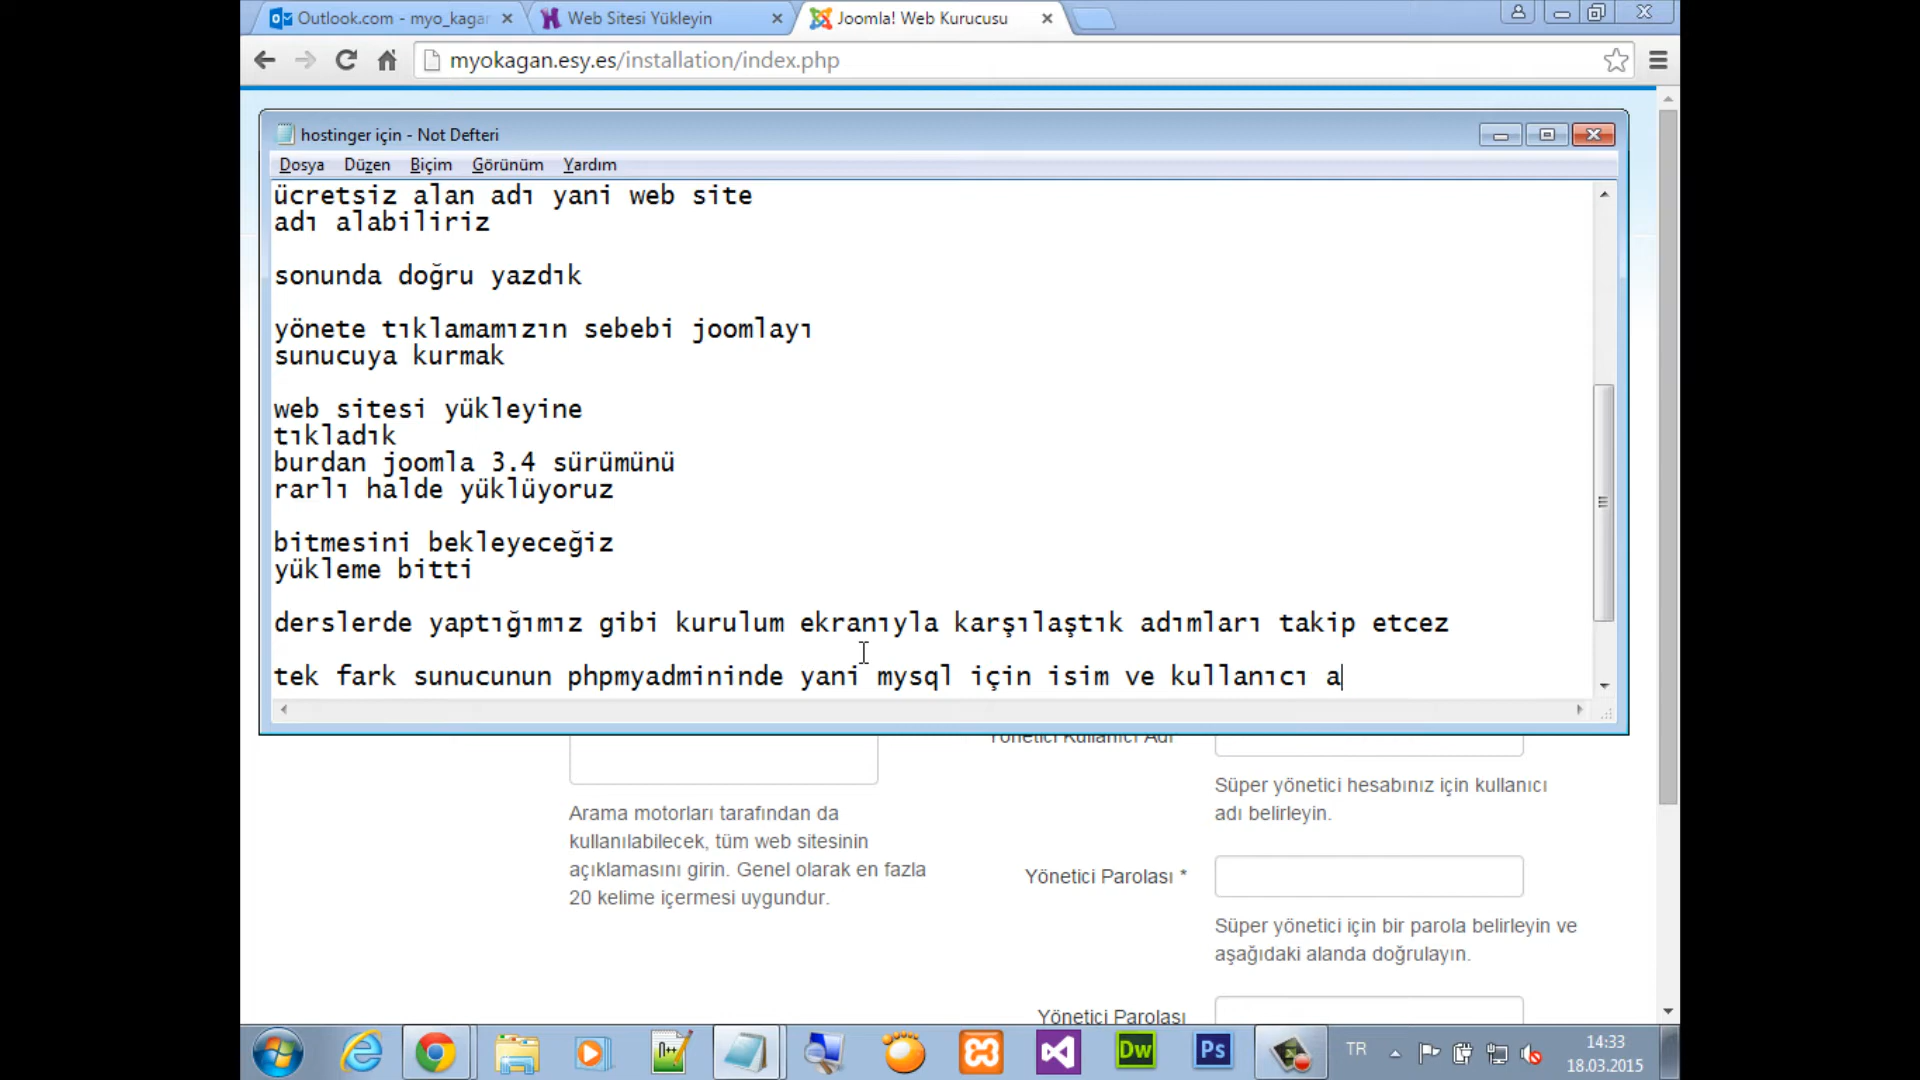 Outlook.com - myo_kagar
Web Sitesi Yükleyin
Joomla! Web Kurucusu
myokagan.esy.es/installation/index.php
hostinger için - Not Defteri
Dosya Düzen Biçim Görünüm Yardım
ücretsiz alan adı yani web site
adı alabiliriz
sonunda doğru yazdık
yönete tıklamamızın sebebi joomlayı
sunucuya kurmak
web sitesi yükleyine
tıkladık
burdan joomla 3.4 sürümünü
rarlı halde yüklüyoruz
bitmesini bekleyeceğiz
yükleme bitti
derslerde yaptığımız gibi kurulum ekranıyla karşılaştık adımları takip etcez
tek fark sunucunun phpmyadmininde yani mysql için isim ve kullanıcı a
Yönetici Kullanıcı Adı
Arama motorları tarafından da
kullanılabilecek, tüm web sitesinin
açıklamasını girin. Genel olarak en fazla
20 kelime içermesi uygundur.
Süper yönetici hesabınız için kullanıcı
adı belirleyin.
Yönetici Parolası *
Süper yönetici için bir parola belirleyin ve
aşağıdaki alanda doğrulayın.
Yönetici Parolası
n++
Dw
Ps
TR
14:33
18.03.2015